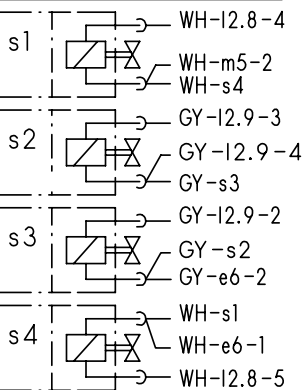 s1
WH-12.8-4
WH-m5-2
WH-s4
s2
GY-12.9-3
GY-12.9-4
GY-s3
s3
GY-12.9-2
GY-s2
GY-e6-2
s4
WH-s1
WH-e6-1
WH-12.8-5